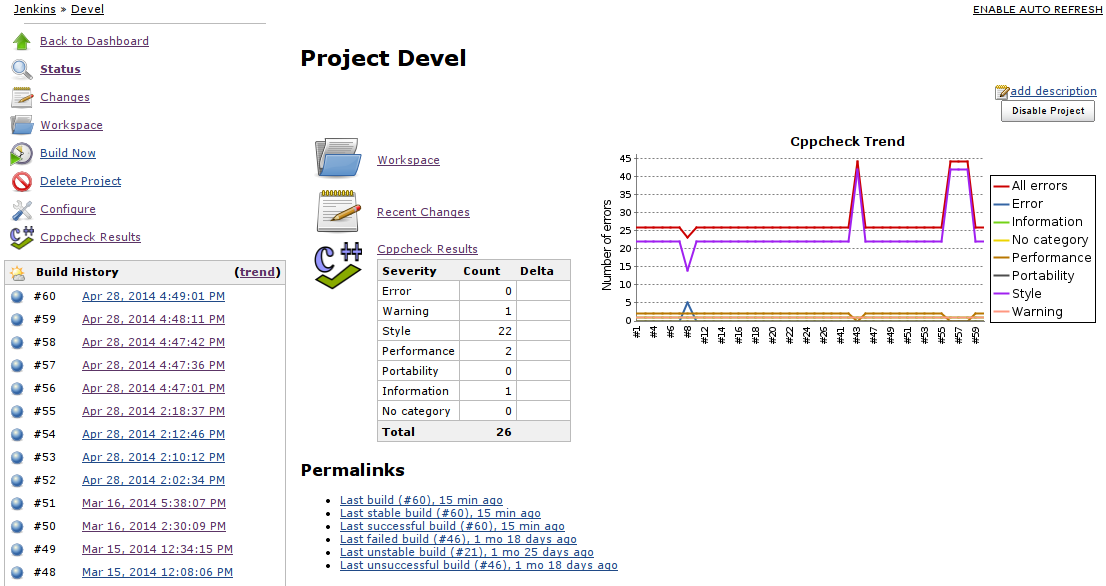 Jenkins » Devel
ENABLE AUTO REFRESH
Back to Dashboard
Status
Changes
Workspace
Build Now
Delete Project
Configure
Cppcheck Results
Build History (trend)
#60 Apr 28, 2014 4:49:01 PM
#59 Apr 28, 2014 4:48:11 PM
#58 Apr 28, 2014 4:47:42 PM
#57 Apr 28, 2014 4:47:36 PM
#56 Apr 28, 2014 4:47:01 PM
#55 Apr 28, 2014 2:18:37 PM
#54 Apr 28, 2014 2:12:46 PM
#53 Apr 28, 2014 2:10:12 PM
#52 Apr 28, 2014 2:02:34 PM
#51 Mar 16, 2014 5:38:07 PM
#50 Mar 16, 2014 2:30:09 PM
#49 Mar 15, 2014 12:34:15 PM
#48 Mar 15, 2014 12:08:06 PM
Project Devel
add description
Disable Project
Workspace
Recent Changes
C++
Cppcheck Results
Severity Count Delta
Error 0
Warning 1
Style 22
Performance 2
Portability 0
Information 1
No category 0
Total 26
Cppcheck Trend
Number of errors
45
40
35
30
25
20
15
10
5
0
#1 #4 #6 #8 #12 #14 #16 #18 #20 #22 #24 #26 #41 #43 #47 #49 #51 #53 #55 #57 #59
All errors
Error
Information
No category
Performance
Portability
Style
Warning
Permalinks
Last build (#60), 15 min ago
Last stable build (#60), 15 min ago
Last successful build (#60), 15 min ago
Last failed build (#46), 1 mo 18 days ago
Last unstable build (#21), 1 mo 25 days ago
Last unsuccessful build (#46), 1 mo 18 days ago